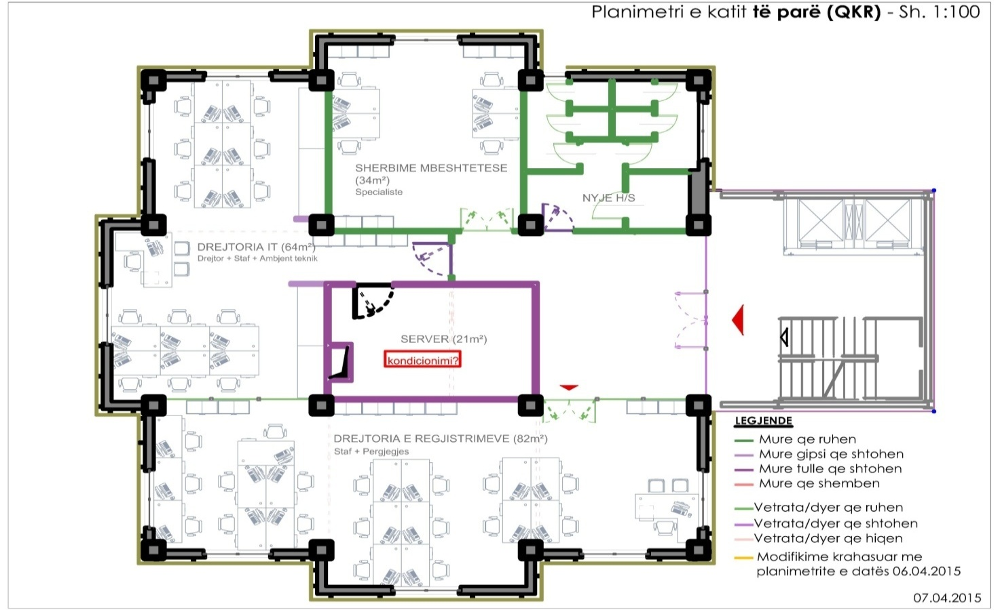 Planimetri e katit të parë (QKR) - Sh. 1:100
SHERBIME MBESHTETESE
(34m²)
Specialiste
NYJE H/S
DREJTORIA IT (64m²)
Drejtor + Staf + Ambjent teknik
SERVER (21m²)
kondicionimi?
DREJTORIA E REGJISTRIMEVE (82m²)
Staf + Pergjegjes
LEGJENDE
Mure qe ruhen
Mure gipsi qe shtohen
Mure tulle qe shtohen
Mure qe shemben
Vetrata/dyer qe ruhen
Vetrata/dyer qe shtohen
Vetrata/dyer qe hiqen
Modifikime krahasuar me
planimetrite e datës 06.04.2015
07.04.2015